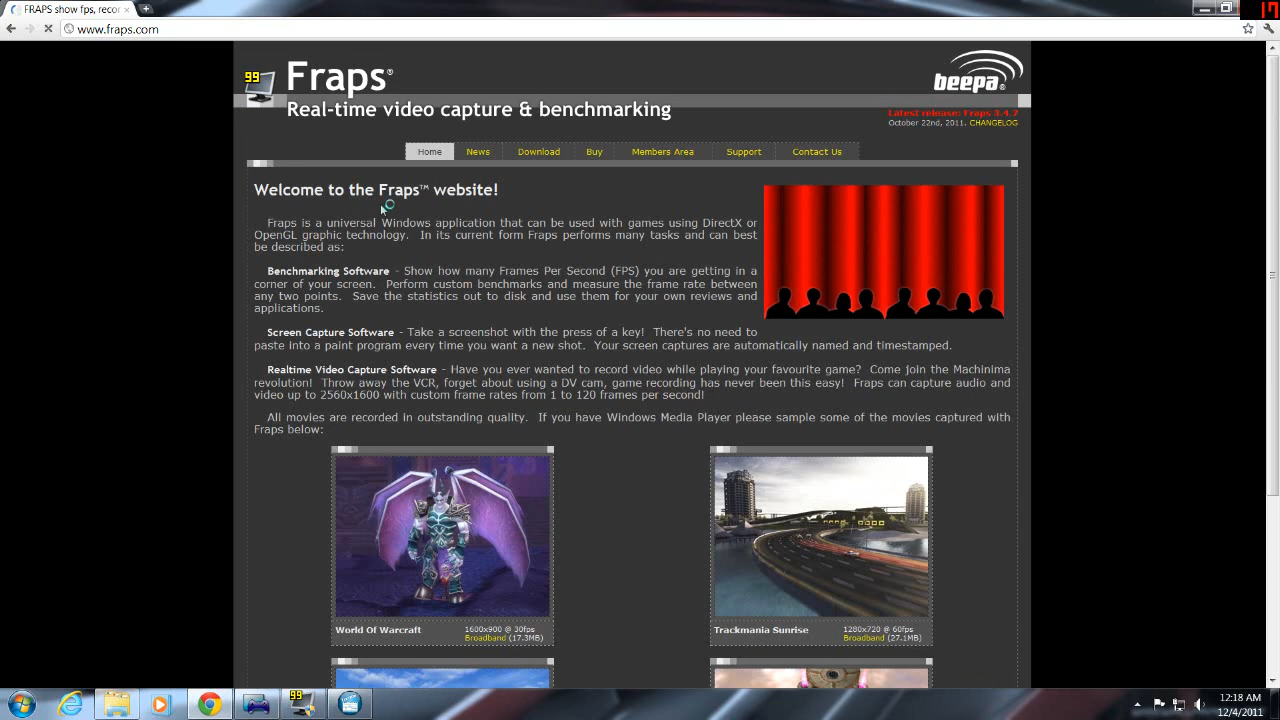 FRAPS show fps, recor
17
www.fraps.com
99
Fraps®
beepa®
Real-time video capture & benchmarking
Latest release: Fraps 3.4.7
October 22nd, 2011. CHANGELOG
Home News Download Buy Members Area Support Contact Us
Welcome to the Fraps™ website!
Fraps is a universal Windows application that can be used with games using DirectX or
OpenGL graphic technology. In its current form Fraps performs many tasks and can best
be described as:
Benchmarking Software - Show how many Frames Per Second (FPS) you are getting in a
corner of your screen. Perform custom benchmarks and measure the frame rate between
any two points. Save the statistics out to disk and use them for your own reviews and
applications.
Screen Capture Software - Take a screenshot with the press of a key! There's no need to
paste into a paint program every time you want a new shot. Your screen captures are automatically named and timestamped.
Realtime Video Capture Software - Have you ever wanted to record video while playing your favourite game? Come join the Machinima
revolution! Throw away the VCR, forget about using a DV cam, game recording has never been this easy! Fraps can capture audio and
video up to 2560x1600 with custom frame rates from 1 to 120 frames per second!
All movies are recorded in outstanding quality. If you have Windows Media Player please sample some of the movies captured with
Fraps below:
World Of Warcraft
1600x900 @ 30fps
Broadband (17.3MB)
Trackmania Sunrise
1280x720 @ 60fps
Broadband (27.1MB)
99
12:18 AM
12/4/2011